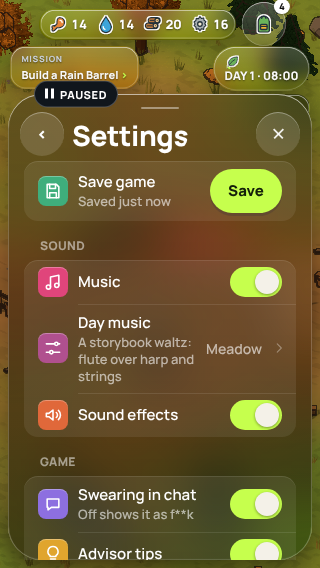 14 14 20 16 4
MISSION
Build a Rain Barrel ›
DAY 1 · 08:00
PAUSED
Settings
Save game
Saved just now
Save
SOUND
Music
Day music
A storybook waltz:
flute over harp and
strings
Meadow
Sound effects
GAME
Swearing in chat
Off shows it as f**k
Advisor tips